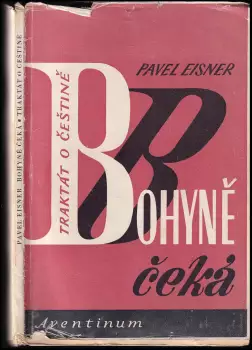 PAVEL EISNER
TRAKTÁT O ČEŠTINĚ
BOHYNĚ
čeká
Aventinum
PAVEL EISNER • BOHYNĚ ČEKÁ • TRAKTÁT O ČEŠTINĚ